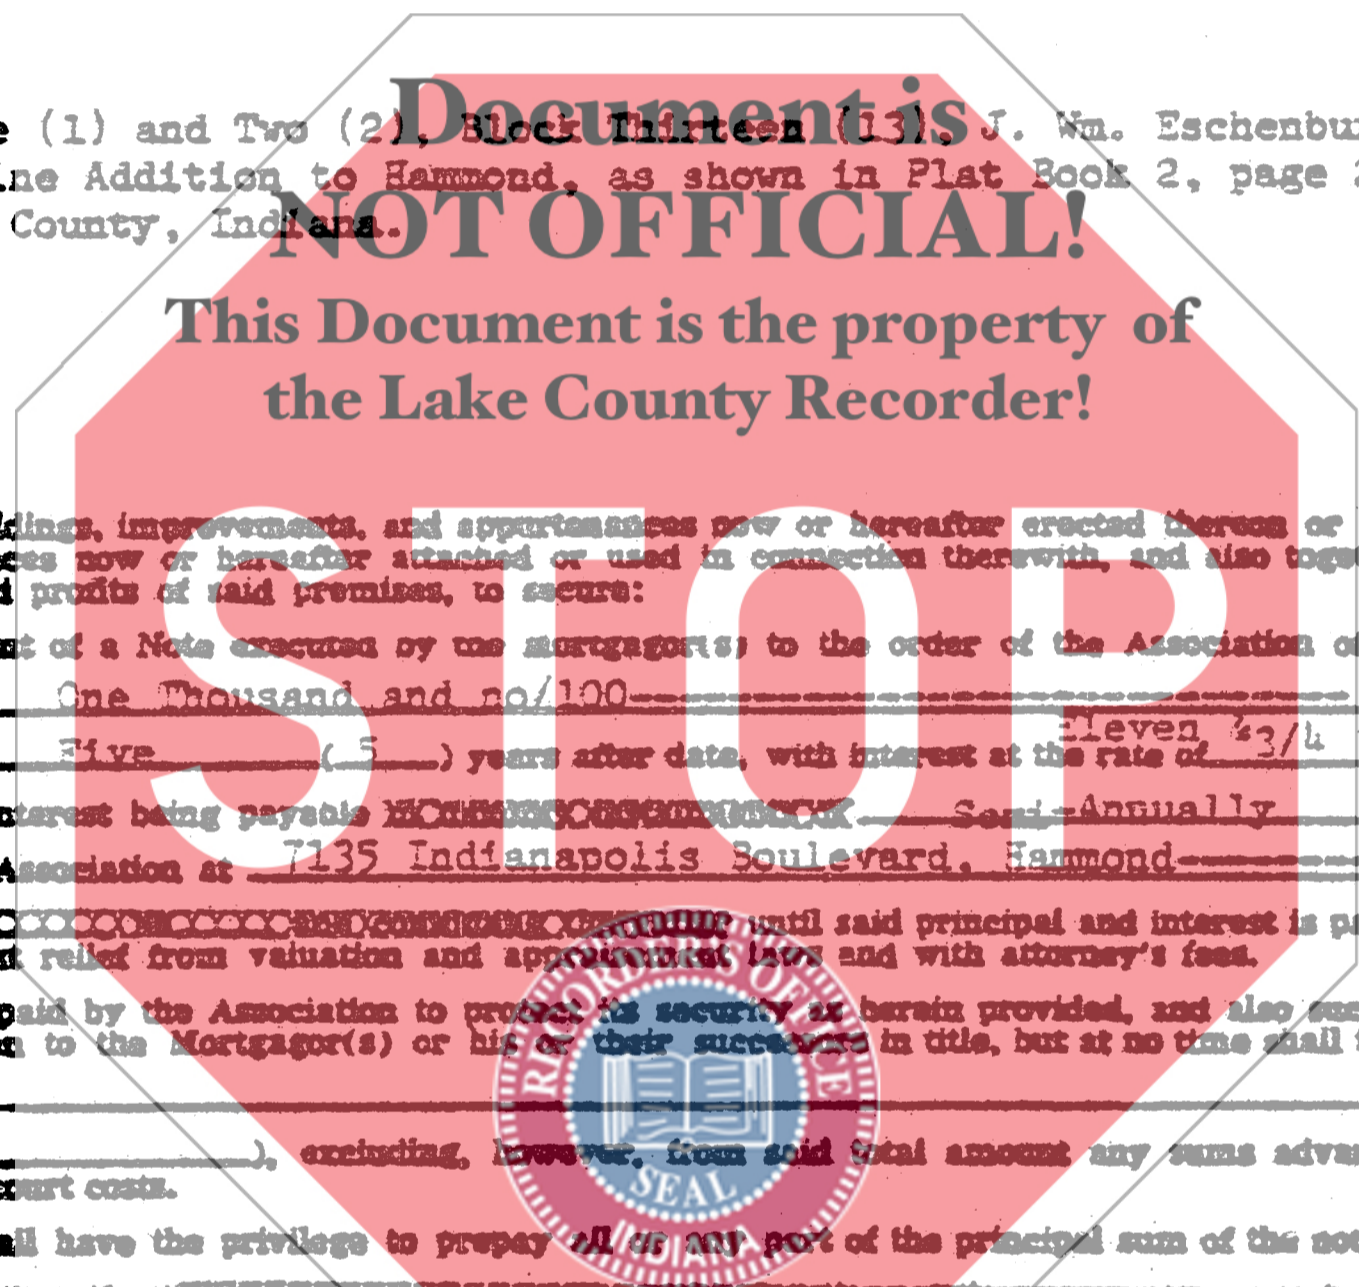 Document is
e (1) and Two (2), Block Thirteen (13), J. Wm. Eschenbu
ne Addition to Hammond, as shown in Plat Book 2, page 2
County, Indiana.
NOT OFFICIAL!
This Document is the property of
the Lake County Recorder!
STOP
dings, improvements, and appurtenances now or hereafter erected thereon or
ces now or hereafter attached or used in connection therewith, and also toge
d profits of said premises, to secure:
nt of a Note executed by the mortgagor(s) to the order of the Association o
One Thousand and no/100
Five (5) years after date, with interest at the rate of Eleven & 3/4
nterest being payable Semi-Annually
Association at 7135 Indianapolis Boulevard, Hammond
until said principal and interest is pa
t relief from valuation and appraisement laws and with attorney's fees.
paid by the Association to protect its security as herein provided, and also
n to the Mortgagor(s) or his or their successors in title, but at no time shall
), excluding, however, from said total amount any sums adva
court costs.
all have the privilege to prepay all or any part of the principal sum of the not
RECORDER'S OFFICE
SEAL
INDIANA